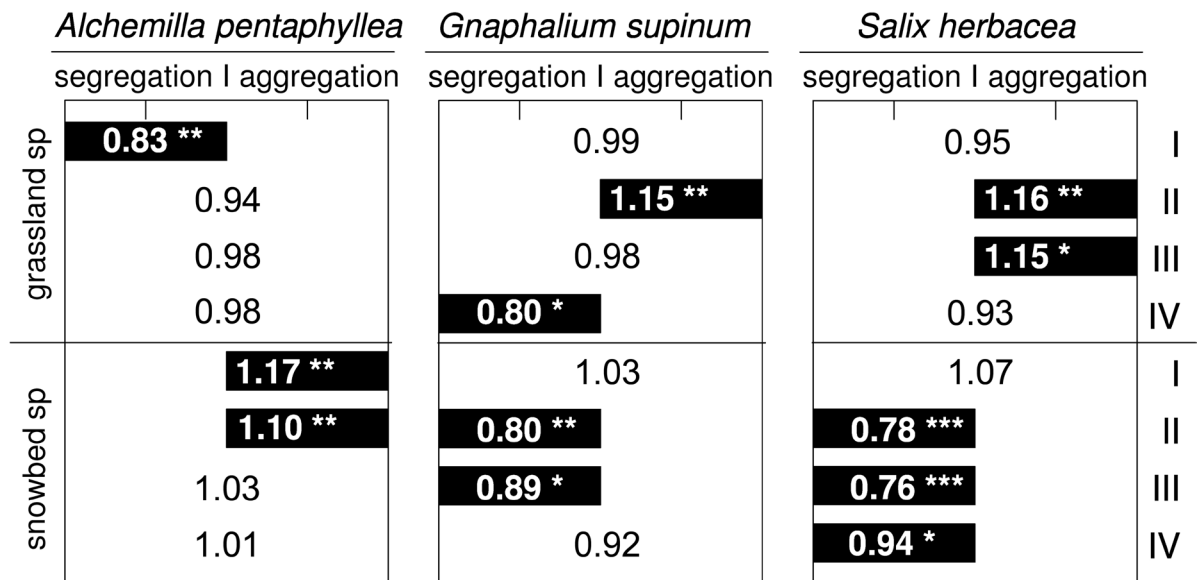 Alchemilla pentaphyllea Gnaphalium supinum Salix herbacea
segregation I aggregation segregation I aggregation segregation I aggregation
grassland sp
0.83 ** 0.99 0.95 I
0.94 1.15 ** 1.16 ** II
0.98 0.98 1.15 * III
0.98 0.80 * 0.93 IV
snowbed sp
1.17 ** 1.03 1.07 I
1.10 ** 0.80 ** 0.78 *** II
1.03 0.89 * 0.76 *** III
1.01 0.92 0.94 * IV